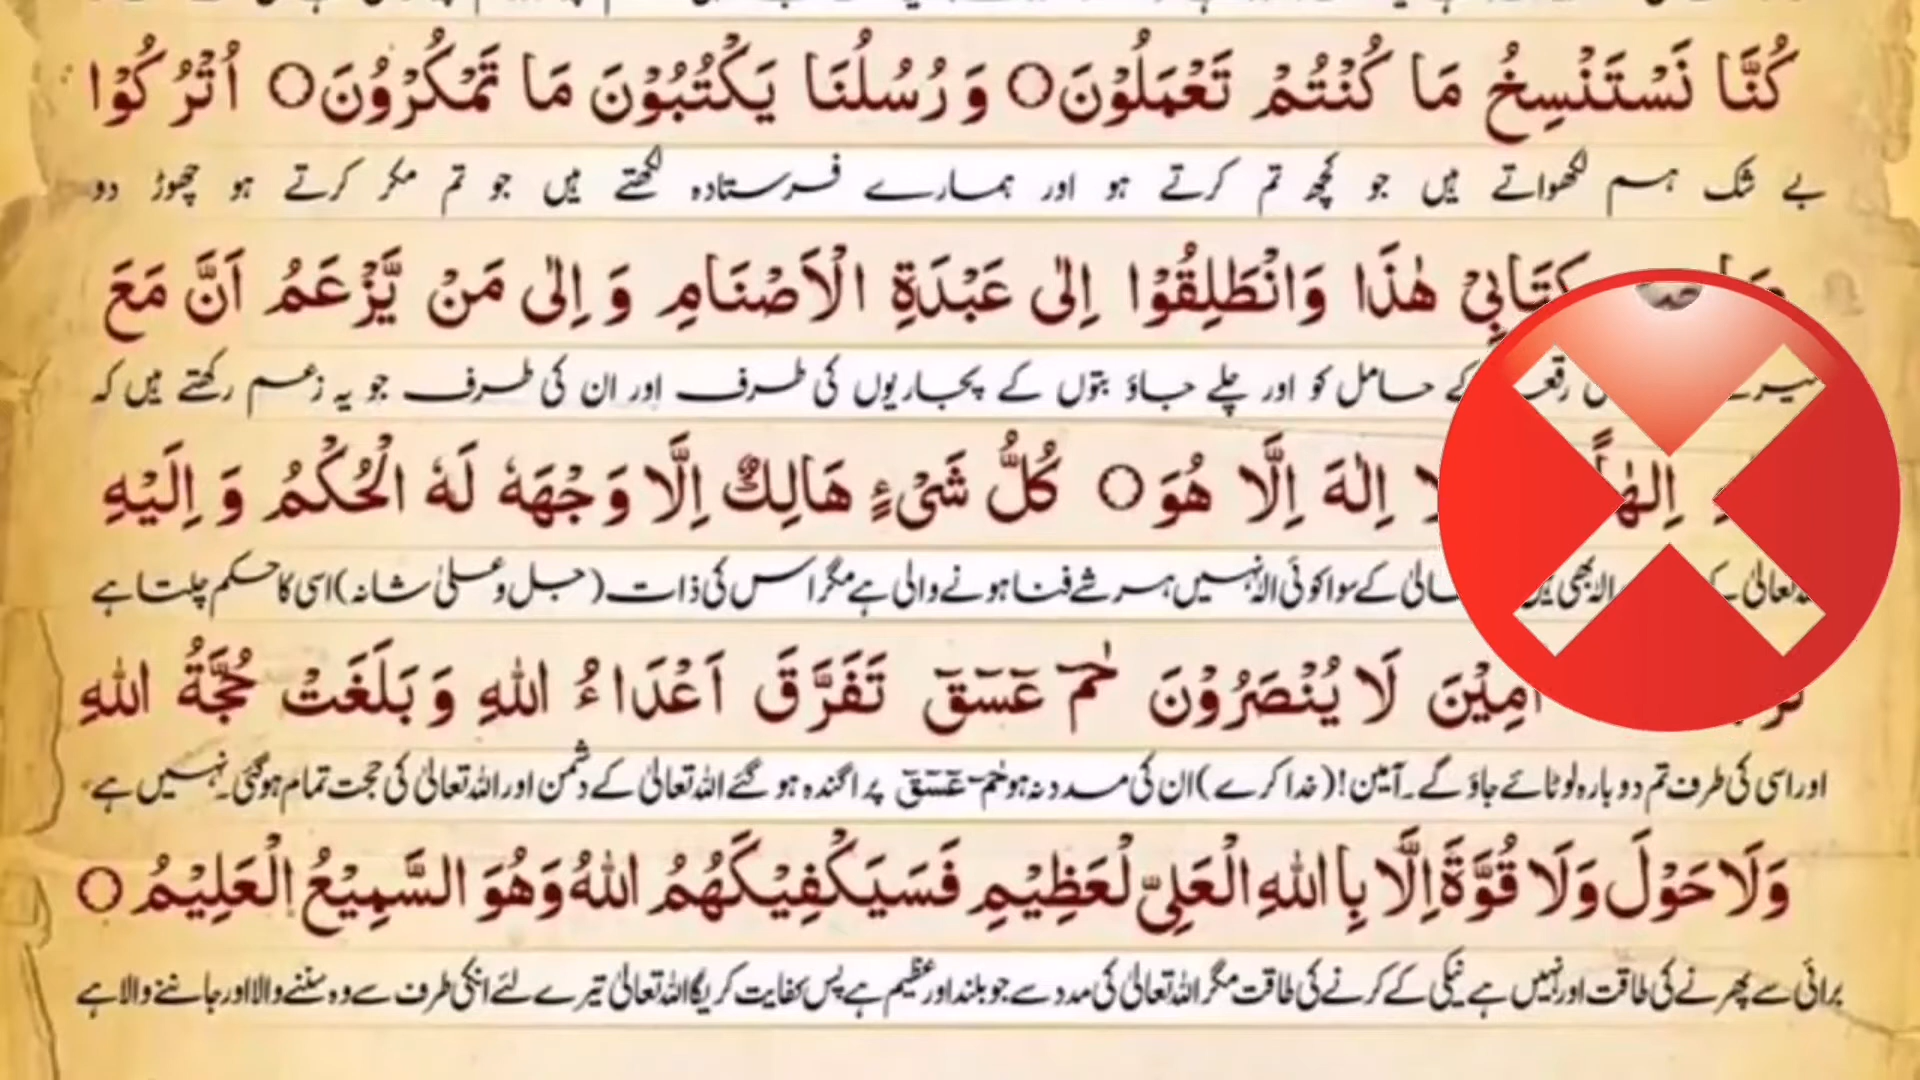 كُنَّا نَسْتَنْسِخُ مَا كُنْتُمْ تَعْمَلُوْنَ○ وَ رُسُلُنَا يَكْتُبُوْنَ مَا تَمْكُرُوْنَ○ اُتْرُكُوْا
بے شک ہم لکھواتے ہیں جو کچھ تم کرتے ہو اور ہمارے فرستادہ لکھتے ہیں جو تم مکر کرتے ہو چھوڑ دو
كِتَابِیْ هٰذَا وَانْطَلِقُوْا اِلٰی عَبْدَةِ الْاَصْنَامِ وَ اِلٰی مَنْ يَّزْعَمُ اَنَّ مَعَ
میرے رقعہ کے حامل کو اور چلے جاؤ بتوں کے پجاریوں کی طرف اور ان کی طرف جو یہ زعم رکھتے ہیں کہ
اِلٰهَ اِلَّا هُوَ○ كُلُّ شَیْءٍ هَالِكٌ اِلَّا وَجْهَهٗ لَهٗ الْحُكْمُ وَ اِلَيْهِ
کے سوا کوئی الہٰ نہیں ہر شے فنا ہونے والی ہے مگر اس کی ذات (جل و علیٰ شانہ) اسی کا حکم چلتا ہے
لَا يُنْصَرُوْنَ حٰمٓ عٓسٓقٓ تَفَرَّقَ اَعْدَاءُ اللهِ وَ بَلَغَتْ حُجَّةُ اللهِ
اور اسی کی طرف تم دوبارہ لوٹائے جاؤ گے۔ آمین! (خدا کرے) ان کی مدد نہ ہو حٰمٓ عٓسٓقٓ پراگندہ ہو گئے اللہ تعالیٰ کے دشمن اور اللہ تعالیٰ کی حجت تمام ہو گئی۔ نہیں ہے
وَلَا حَوْلَ وَلَا قُوَّةَ اِلَّا بِا للهِ الْعَلِیِّ لْعَظِيْمِ فَسَيَكْفِيْكَهُمُ اللهُ وَهُوَ السَّمِيْعُ الْعَلِيْمُ ○
برائی سے پھرنے کی طاقت اور نہیں ہے نیکی کے کرنے کی طاقت مگر اللہ تعالیٰ کی مدد سے جو بلند اور عظیم ہے پس کفایت کریگا اللہ تعالیٰ تیرے لئے انکی طرف سے وہ سننے والا اور جاننے والا ہے